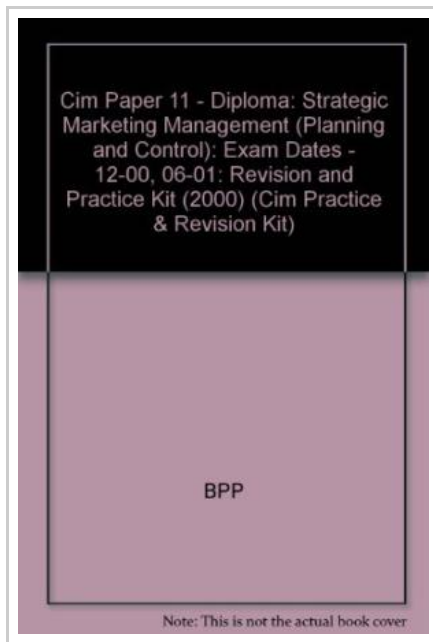 Cim Paper 11 - Diploma: Strategic
Marketing Management (Planning
and Control): Exam Dates -
12-00, 06-01: Revision and
Practice Kit (2000) (Cim Practice
& Revision Kit)
BPP
Note: This is not the actual book cover